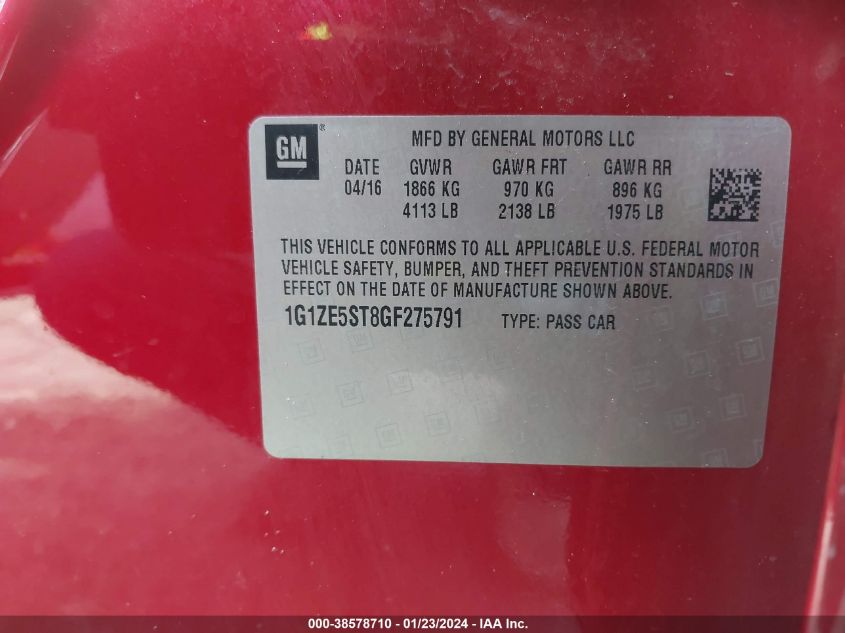 GM ®
MFD BY GENERAL MOTORS LLC
DATE GVWR GAWR FRT GAWR RR
04/16 1866 KG 970 KG 896 KG
4113 LB 2138 LB 1975 LB
THIS VEHICLE CONFORMS TO ALL APPLICABLE U.S. FEDERAL MOTOR
VEHICLE SAFETY, BUMPER, AND THEFT PREVENTION STANDARDS IN
EFFECT ON THE DATE OF MANUFACTURE SHOWN ABOVE.
1G1ZE5ST8GF275791 TYPE: PASS CAR
000-38578710 - 01/23/2024 - IAA Inc.